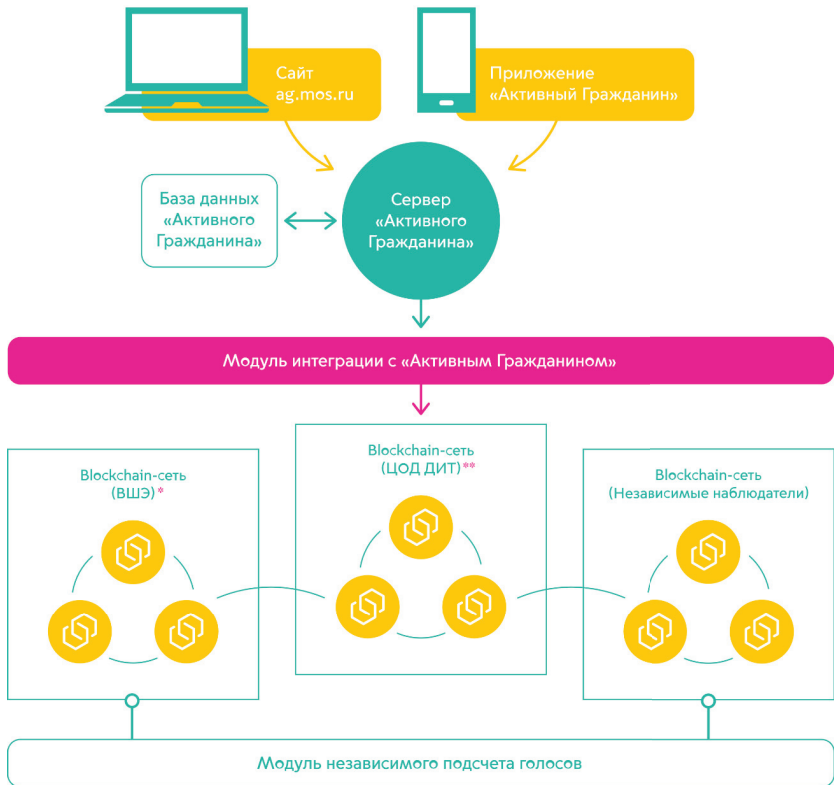 Сайт
ag.mos.ru
Приложение
«Активный Гражданин»
База данных
«Активного
Гражданина»
Сервер
«Активного
Гражданина»
Модуль интеграции с «Активным Гражданином»
Blockchain-сеть
(ВШЭ)*
Blockchain-сеть
(ЦОД ДИТ)**
Blockchain-сеть
(Независимые наблюдатели)
Модуль независимого подсчета голосов